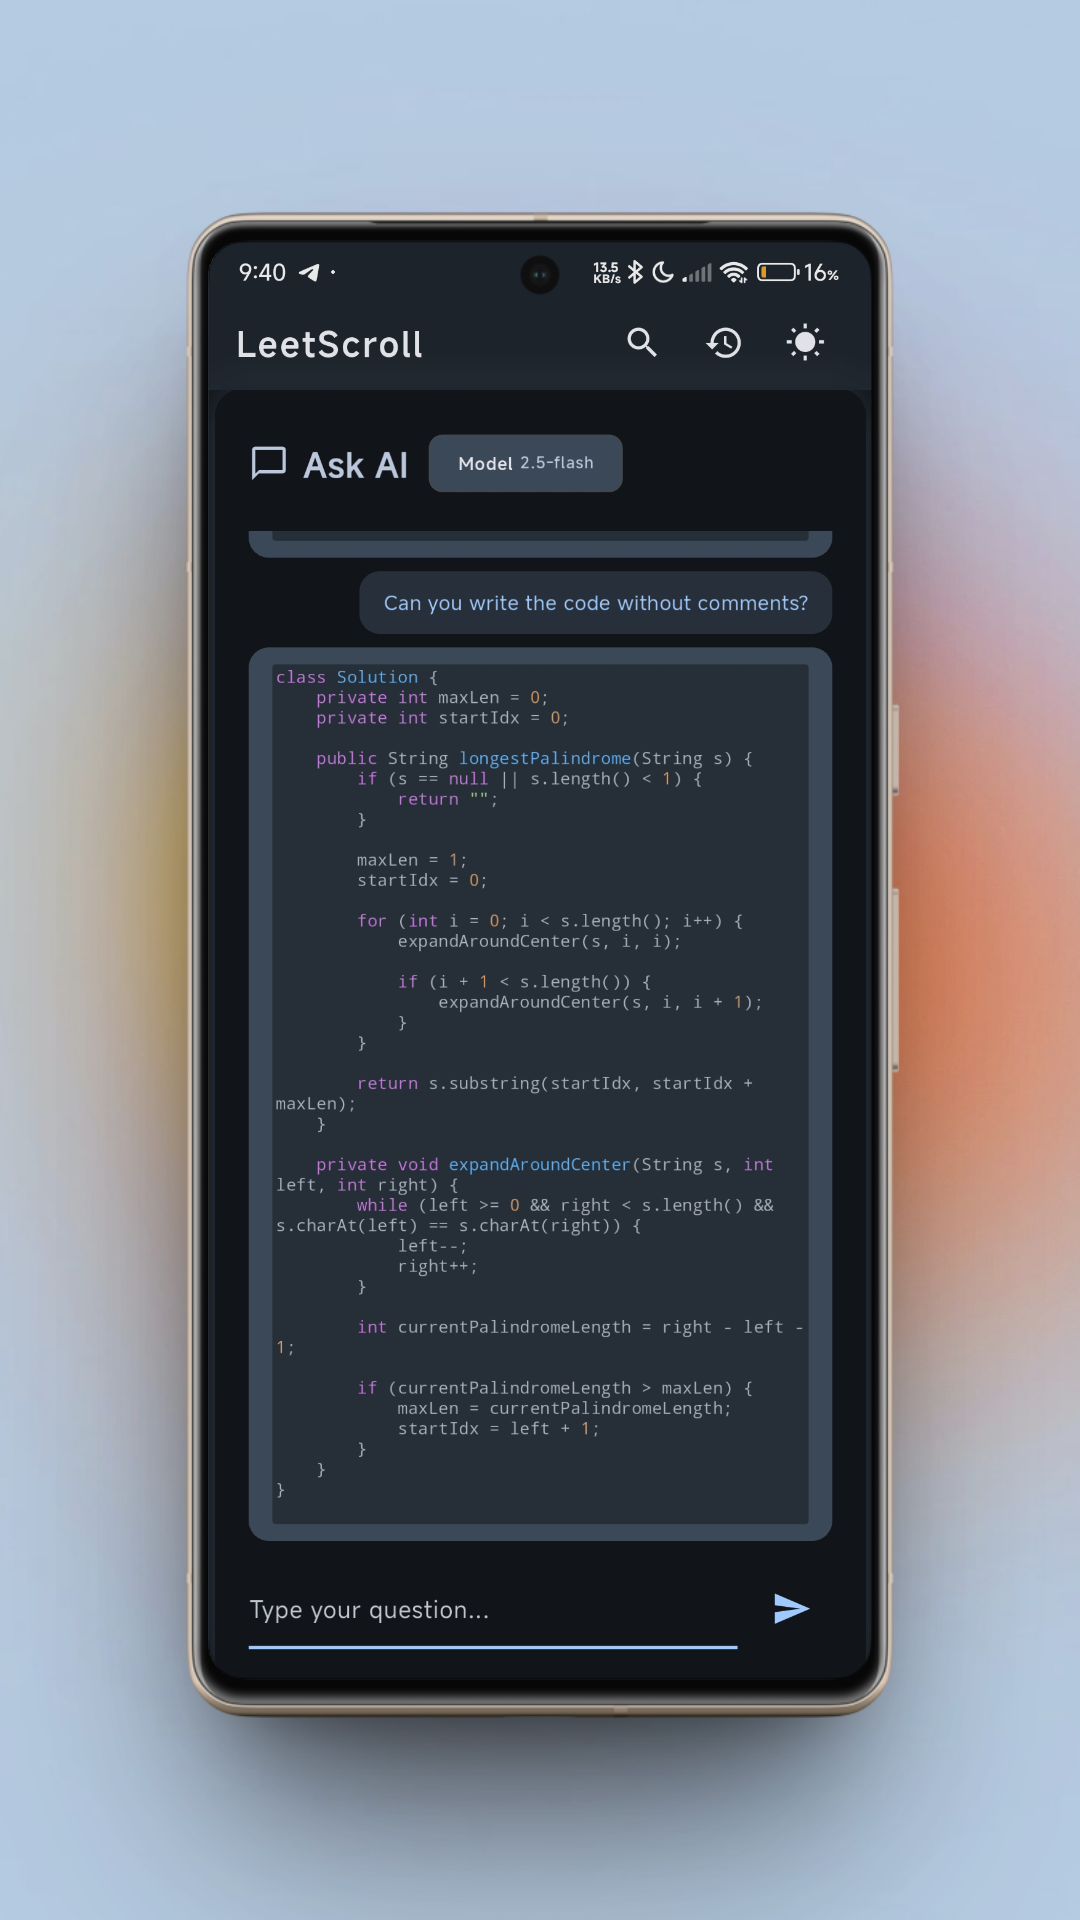 9:40
13.5
KB/s
16%
LeetScroll
Ask AI
Model 2.5-flash
Can you write the code without comments?
class Solution {
    private int maxLen = 0;
    private int startIdx = 0;

    public String longestPalindrome(String s) {
        if (s == null || s.length() < 1) {
            return "";
        }

        maxLen = 1;
        startIdx = 0;

        for (int i = 0; i < s.length(); i++) {
            expandAroundCenter(s, i, i);

            if (i + 1 < s.length()) {
                expandAroundCenter(s, i, i + 1);
            }
        }

        return s.substring(startIdx, startIdx +
maxLen);
    }

    private void expandAroundCenter(String s, int
left, int right) {
        while (left >= 0 && right < s.length() &&
s.charAt(left) == s.charAt(right)) {
            left--;
            right++;
        }

        int currentPalindromeLength = right - left -
1;

        if (currentPalindromeLength > maxLen) {
            maxLen = currentPalindromeLength;
            startIdx = left + 1;
        }
    }
}
Type your question...